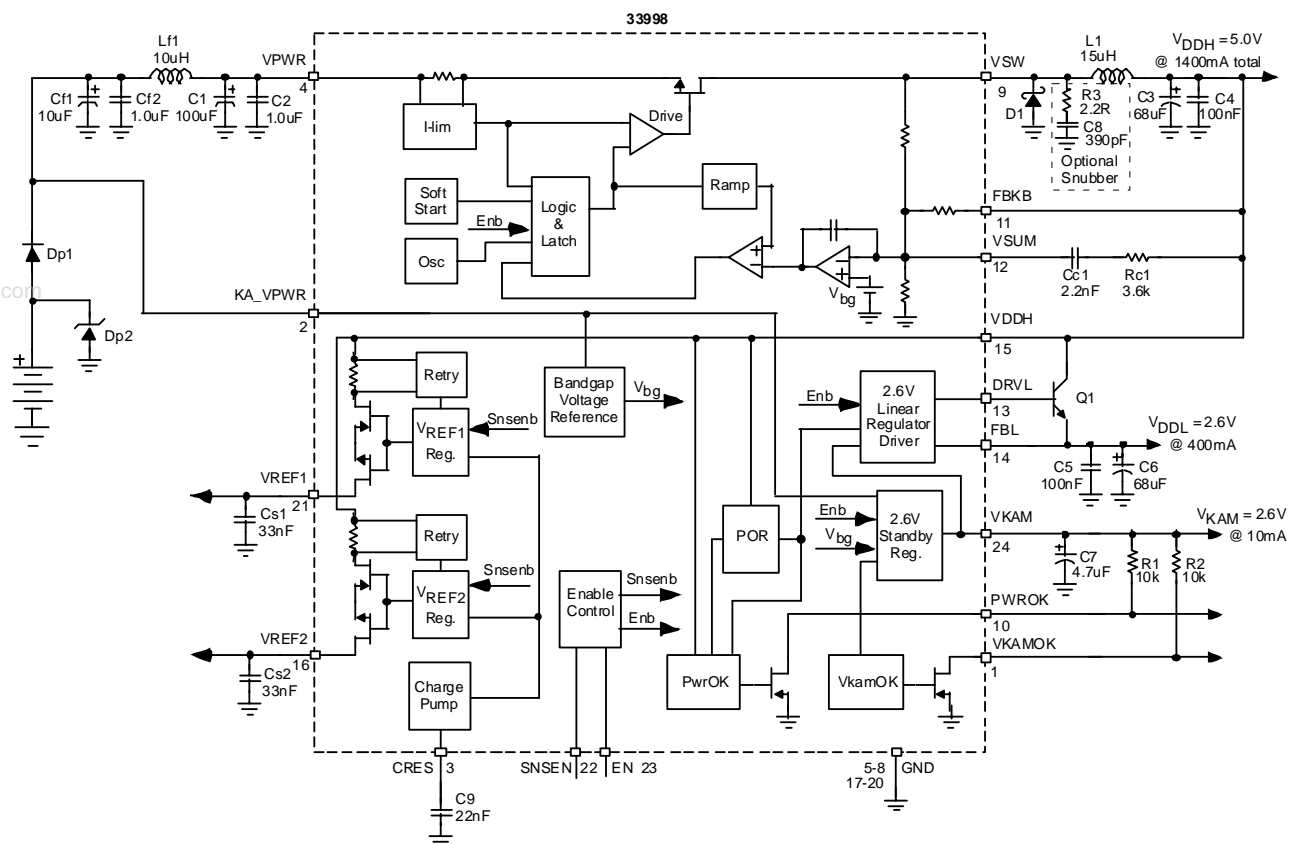 33998
Lf1
10uH
VPWR
4
Cf1
10uF
Cf2
1.0uF
C1
100uF
C2
1.0uF
+
+
I-lim
Drive
VSW
9
D1
L1
15uH
VDDH = 5.0V
@ 1400mA total
R3
2.2R
C8
390pF
Optional
Snubber
C3
68uF
+
C4
100nF
Soft
Start
Enb
Osc
Logic
&
Latch
Ramp
+
−
−
+
Vbg
FBKB
11
VSUM
12
Cc1
2.2nF
Rc1
3.6k
Dp1
com
Dp2
+
KA_VPWR
2
VDDH
15
Retry
VREF1
Reg.
Snsenb
Bandgap
Voltage
Reference
Vbg
Enb
2.6V
Linear
Regulator
Driver
DRVL
13
Q1
FBL
14
VDDL = 2.6V
@ 400mA
C5
100nF
+
C6
68uF
VREF1
21
Cs1
33nF
Retry
VREF2
Reg.
Snsenb
POR
Enb
Vbg
2.6V
Standby
Reg.
VKAM
24
VKAM = 2.6V
@ 10mA
+
C7
4.7uF
R1
10k
R2
10k
Enable
Control
Snsenb
Enb
PWROK
10
VKAMOK
1
VREF2
16
Cs2
33nF
Charge
Pump
PwrOK
VkamOK
CRES
3
SNSEN
22
EN
23
5-8
17-20
GND
C9
22nF